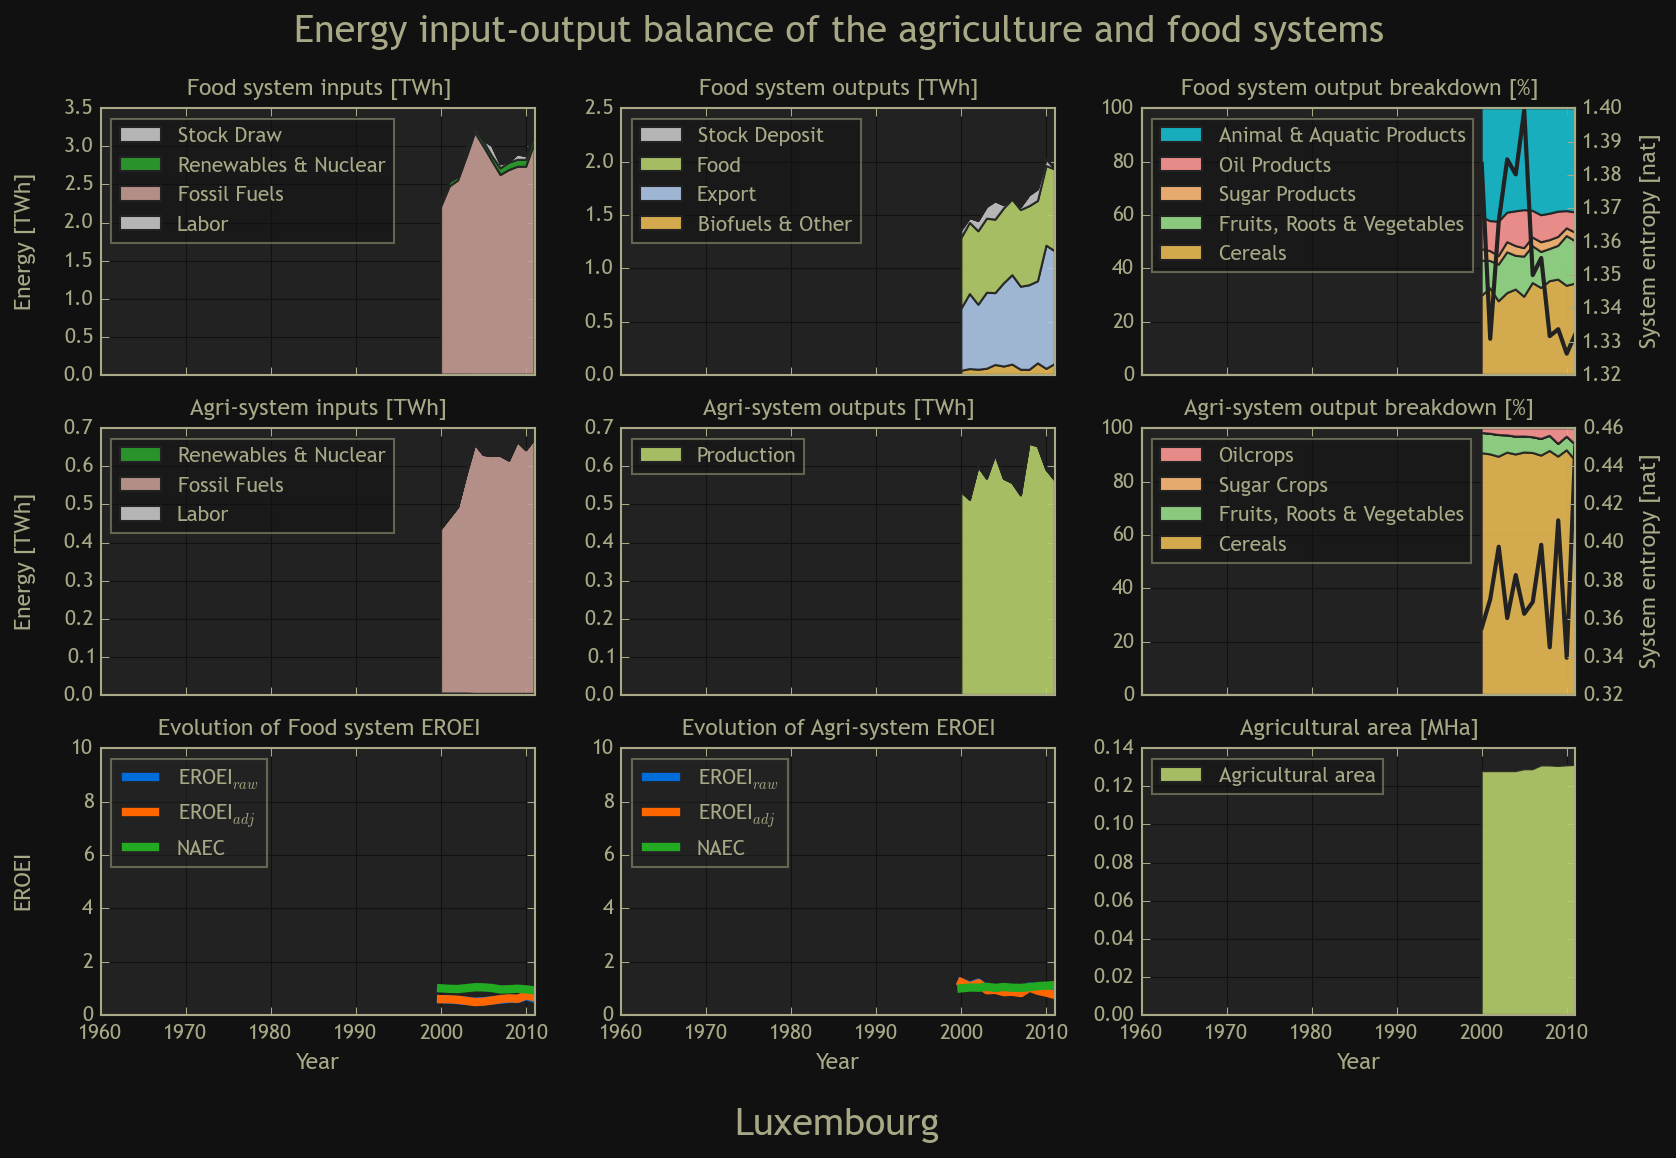 Energy input-output balance of the agriculture and food systems
Food system inputs [TWh]
Energy [TWh]
3.5
3.0
2.5
2.0
1.5
1.0
0.5
0.0
Stock Draw
Renewables & Nuclear
Fossil Fuels
Labor
Food system outputs [TWh]
2.5
2.0
1.5
1.0
0.5
0.0
Stock Deposit
Food
Export
Biofuels & Other
Food system output breakdown [%]
100
80
60
40
20
0
Animal & Aquatic Products
Oil Products
Sugar Products
Fruits, Roots & Vegetables
Cereals
1.40
1.39
1.38
1.37
1.36
1.35
1.34
1.33
1.32
System entropy [nat]
Agri-system inputs [TWh]
Energy [TWh]
0.7
0.6
0.5
0.4
0.3
0.2
0.1
0.0
Renewables & Nuclear
Fossil Fuels
Labor
Agri-system outputs [TWh]
0.7
0.6
0.5
0.4
0.3
0.2
0.1
0.0
Production
Agri-system output breakdown [%]
100
80
60
40
20
0
Oilcrops
Sugar Crops
Fruits, Roots & Vegetables
Cereals
0.46
0.44
0.42
0.40
0.38
0.36
0.34
0.32
System entropy [nat]
Evolution of Food system EROEI
EROEI
10
8
6
4
2
0
EROEI raw
EROEI adj
NAEC
1960 1970 1980 1990 2000 2010
Year
Evolution of Agri-system EROEI
10
8
6
4
2
0
EROEI raw
EROEI adj
NAEC
1960 1970 1980 1990 2000 2010
Year
Agricultural area [MHa]
0.14
0.12
0.10
0.08
0.06
0.04
0.02
0.00
Agricultural area
1960 1970 1980 1990 2000 2010
Year
Luxembourg